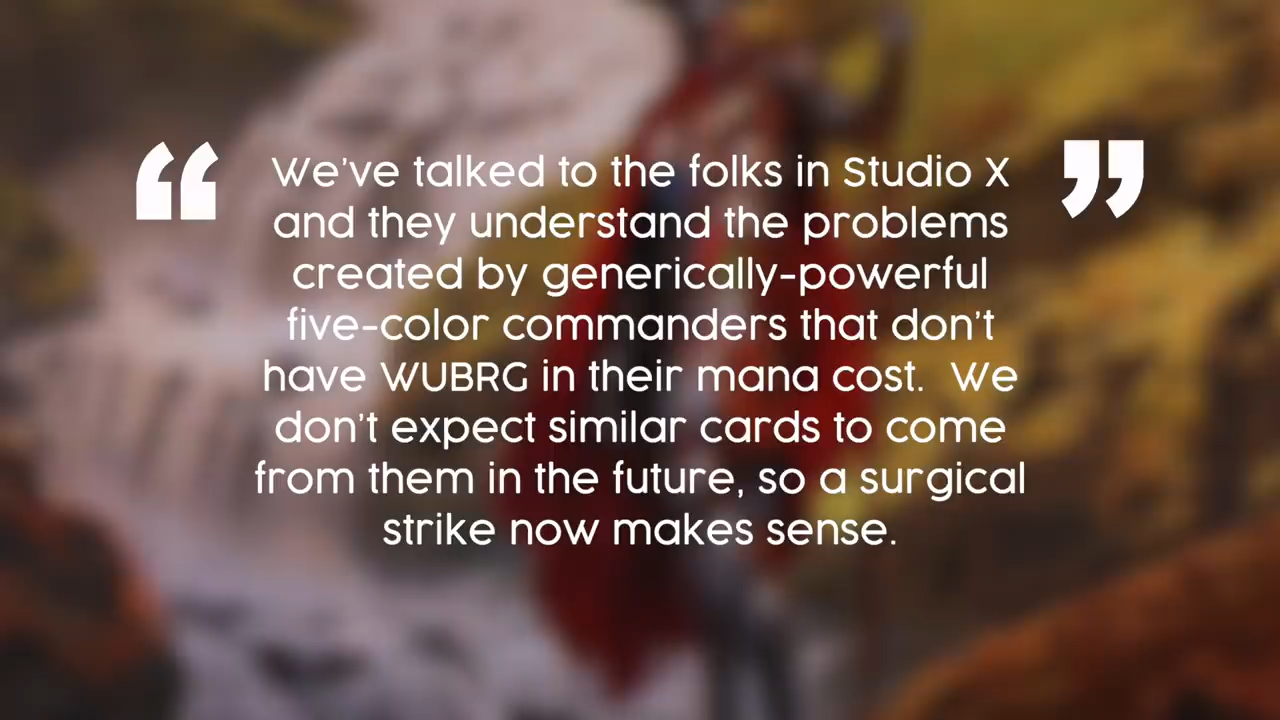 “ We’ve talked to the folks in Studio X ”
and they understand the problems
created by generically-powerful
five-color commanders that don’t
have WUBRG in their mana cost.  We
don’t expect similar cards to come
from them in the future, so a surgical
strike now makes sense.